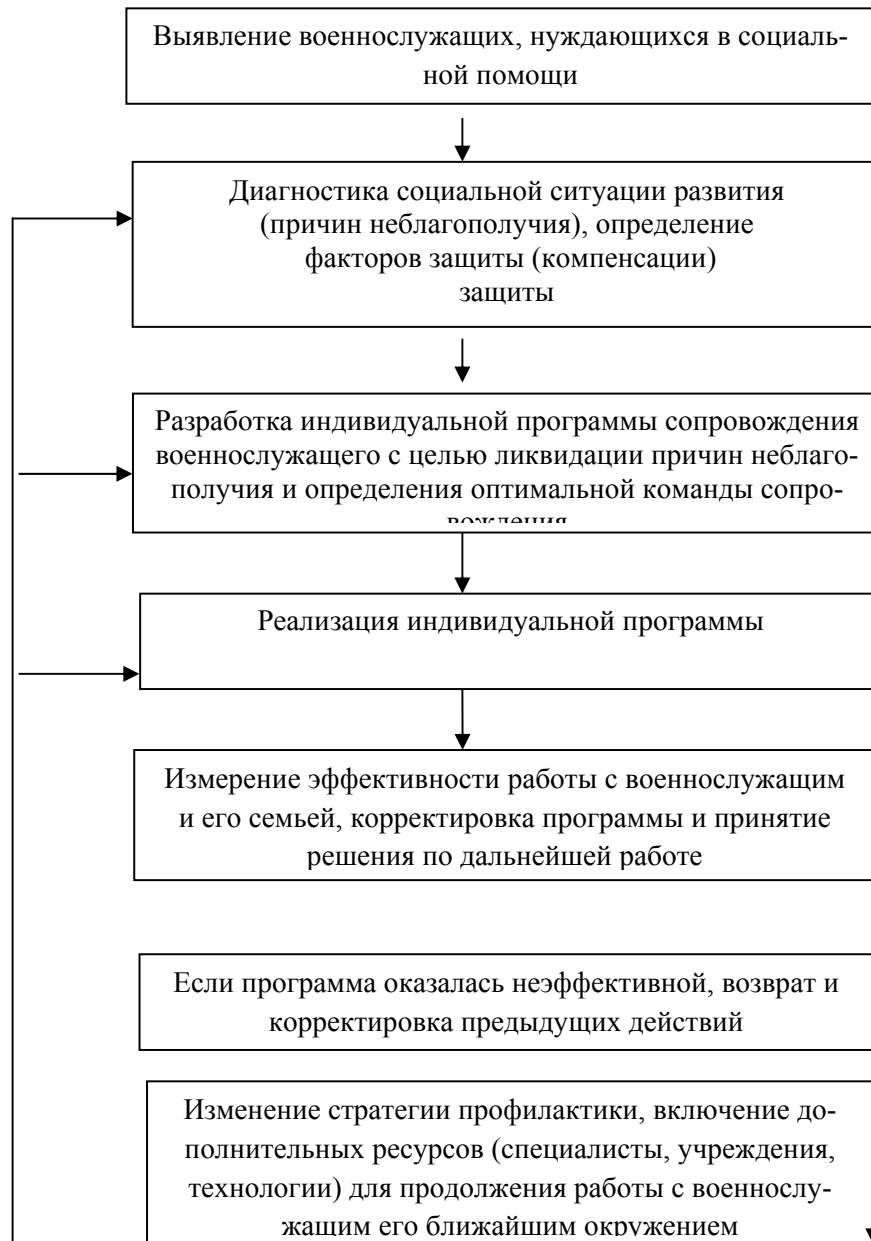 Выявление военнослужащих, нуждающихся в социаль-
ной помощи
Диагностика социальной ситуации развития
(причин неблагополучия), определение
факторов защиты (компенсации)
защиты
Разработка индивидуальной программы сопровождения
военнослужащего с целью ликвидации причин неблаго-
получия и определения оптимальной команды сопро-
вождения
Реализация индивидуальной программы
Измерение эффективности работы с военнослужащим
и его семьей, корректировка программы и принятие
решения по дальнейшей работе
Если программа оказалась неэффективной, возврат и
корректировка предыдущих действий
Изменение стратегии профилактики, включение до-
полнительных ресурсов (специалисты, учреждения,
технологии) для продолжения работы с военнослу-
жащим его ближайшим окружением